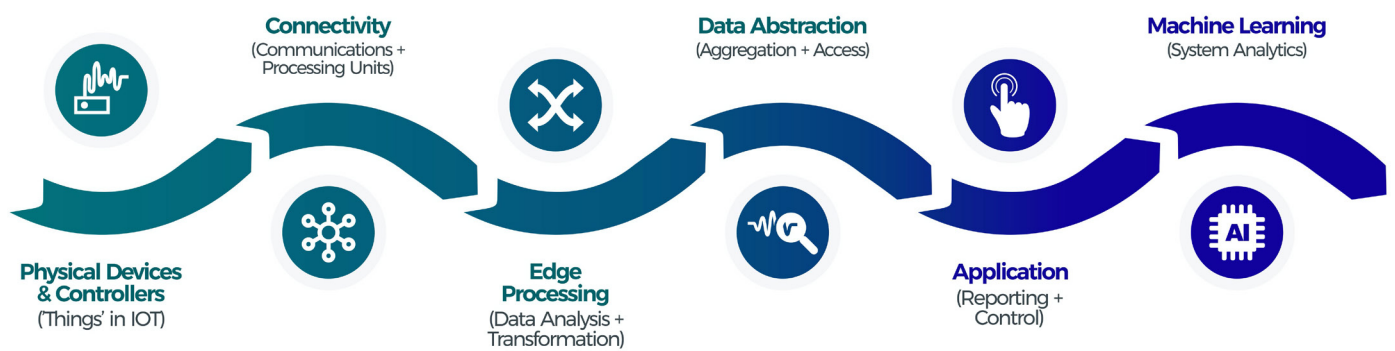 Physical Devices
& Controllers
('Things' in IOT)
Connectivity
(Communications +
Processing Units)
Edge
Processing
(Data Analysis +
Transformation)
Data Abstraction
(Aggregation + Access)
Application
(Reporting +
Control)
Machine Learning
(System Analytics)
AI